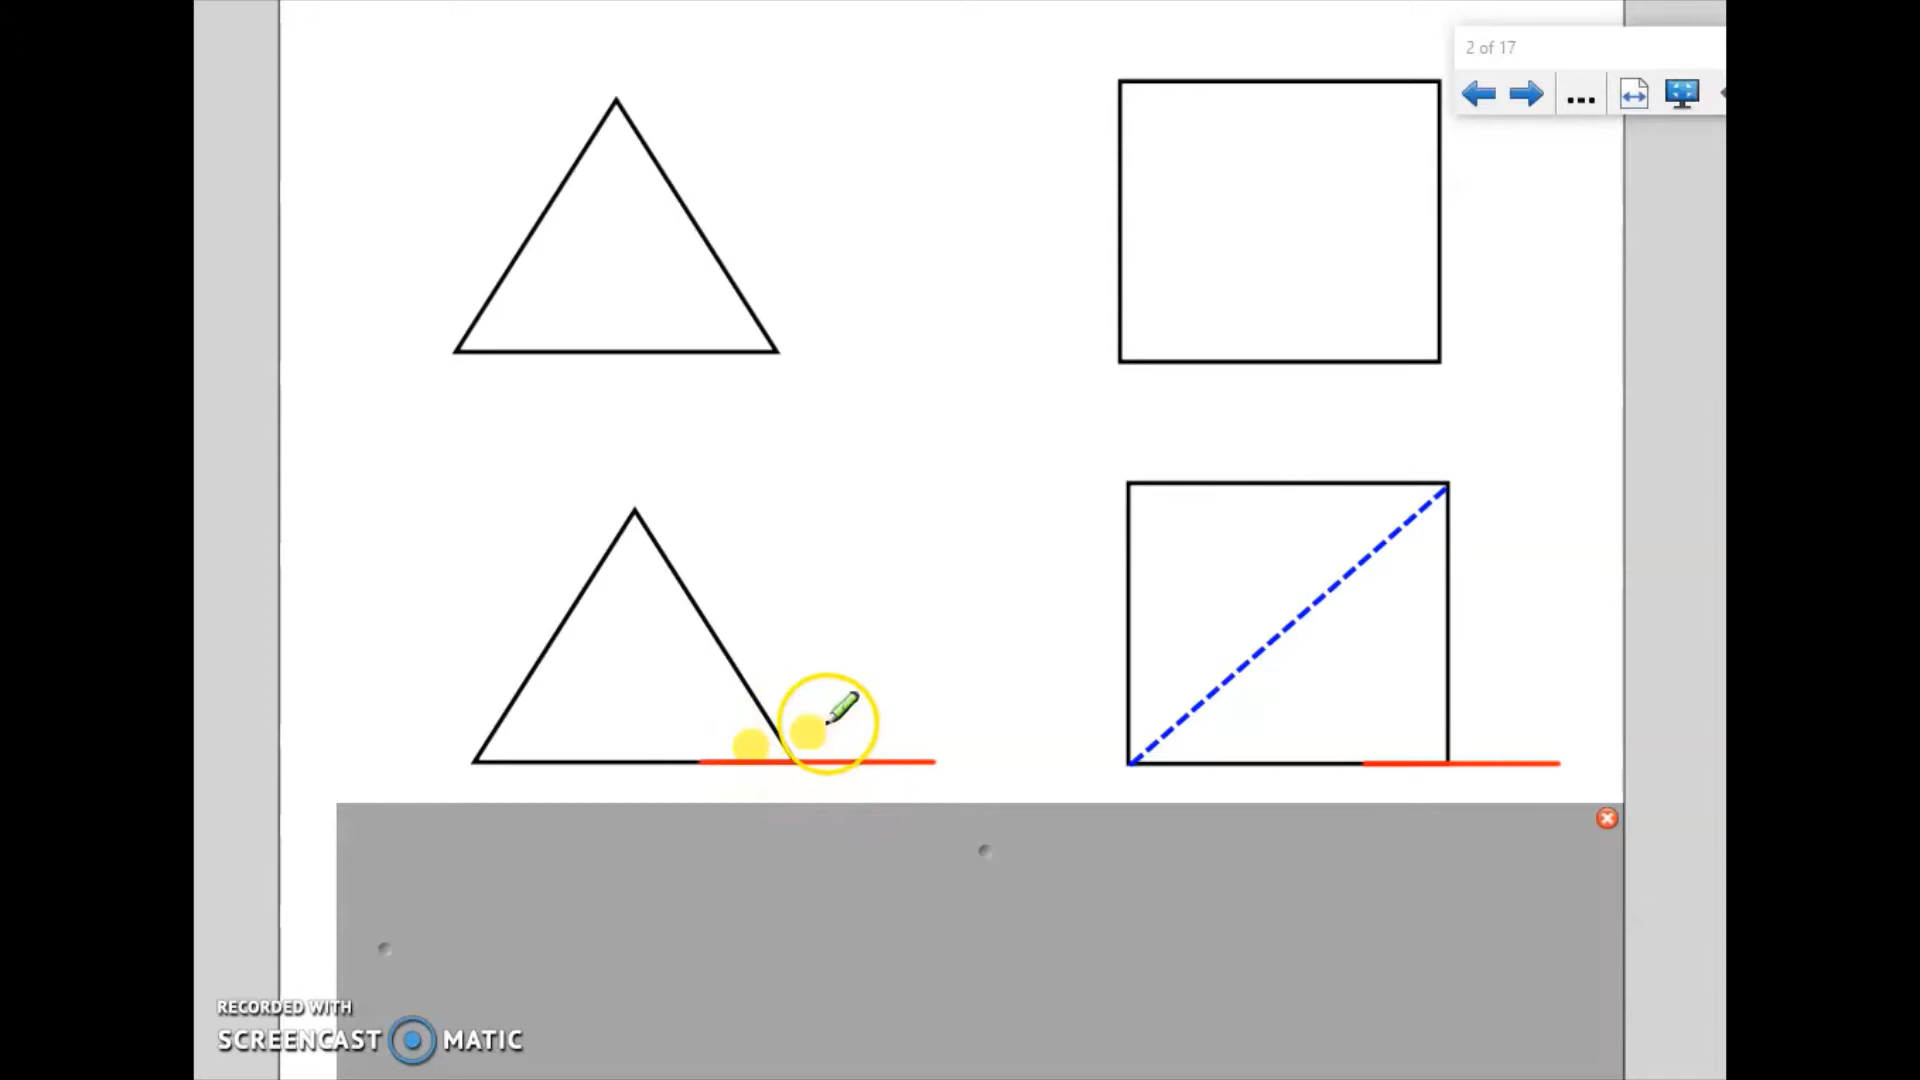 2 of 17
...
RECORDED WITH
SCREENCAST MATIC